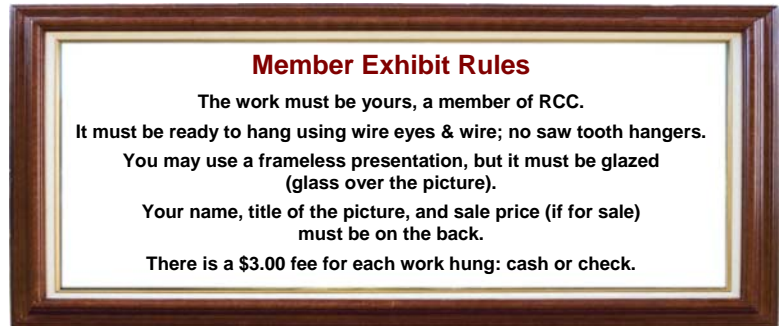 Member Exhibit Rules
The work must be yours, a member of RCC.
It must be ready to hang using wire eyes & wire; no saw tooth hangers.
You may use a frameless presentation, but it must be glazed
(glass over the picture).
Your name, title of the picture, and sale price (if for sale)
must be on the back.
There is a $3.00 fee for each work hung: cash or check.